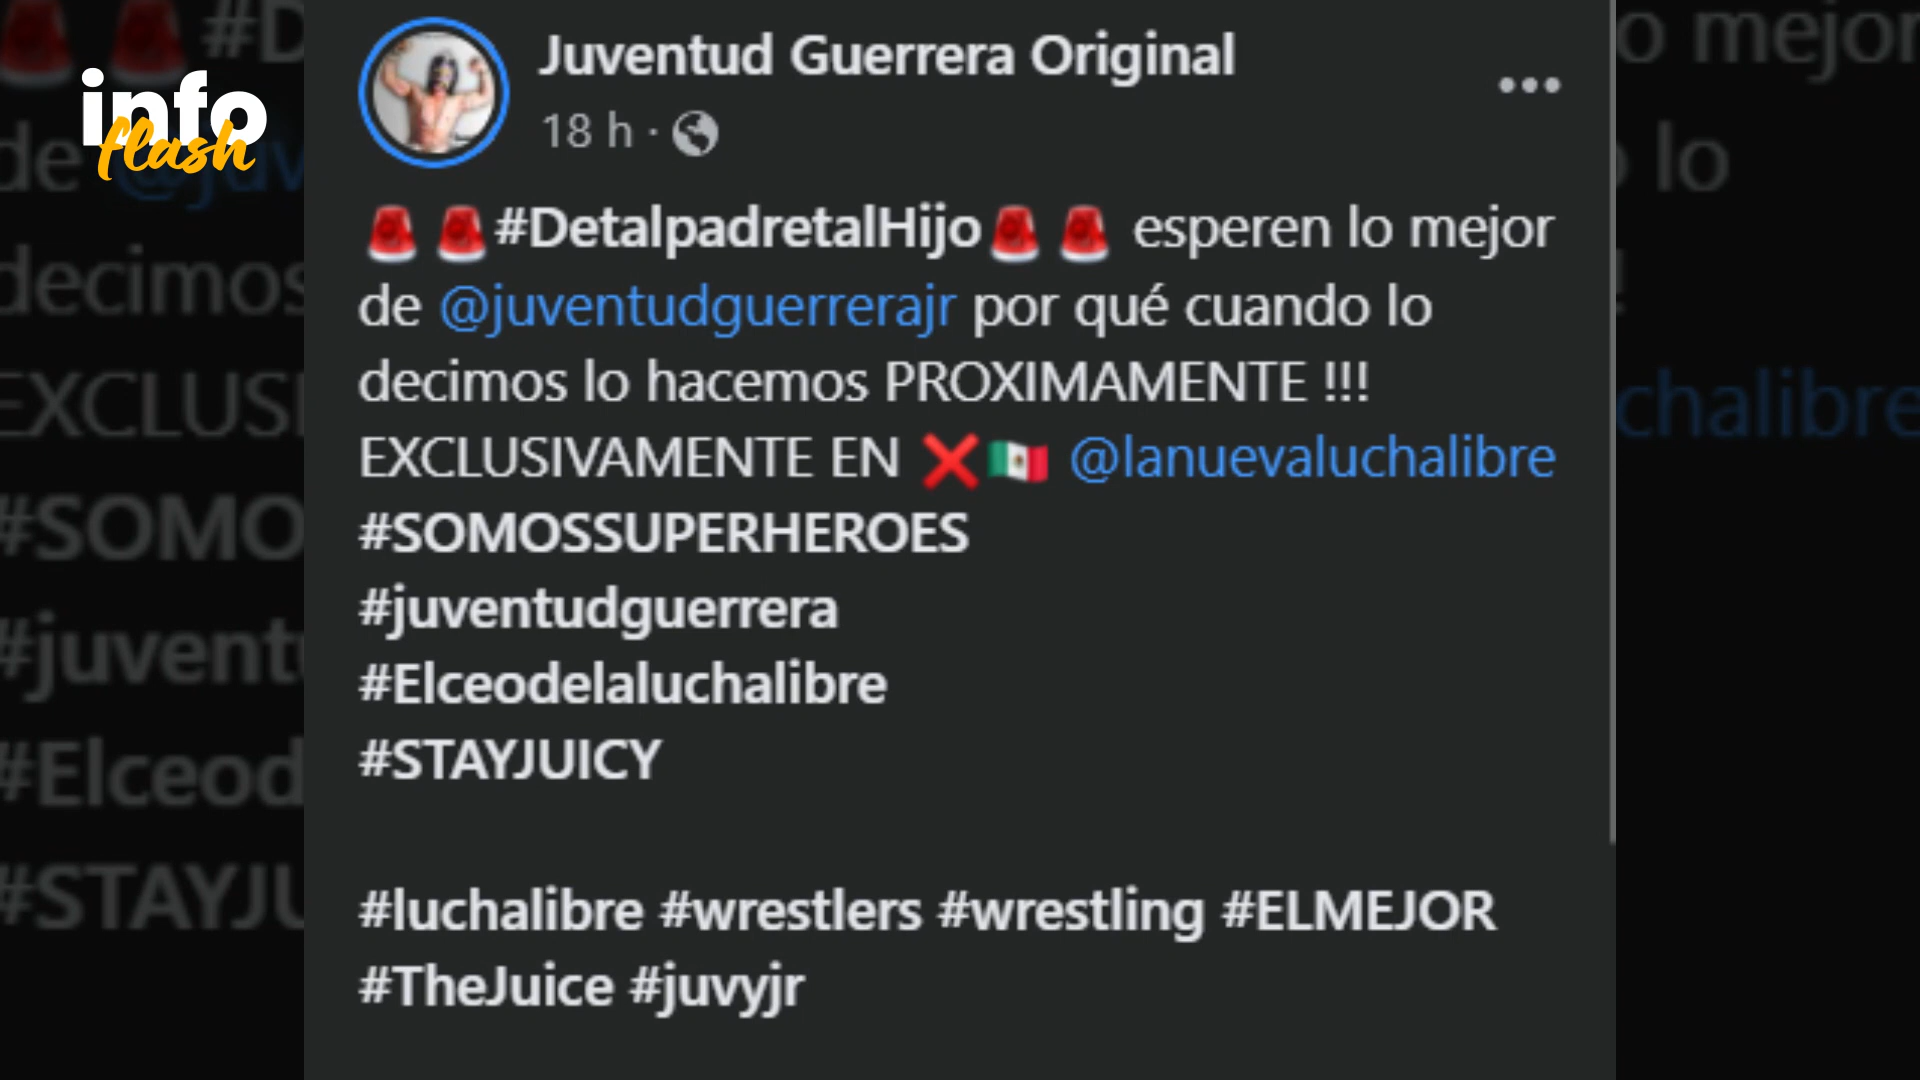 info
flash
Juventud Guerrera Original
18 h ·
🚨🚨#DetalpadretalHijo🚨🚨 esperen lo mejor
de @juventudguerrerajr por qué cuando lo
decimos lo hacemos PROXIMAMENTE !!!
EXCLUSIVAMENTE EN ❌🇲🇽 @lanuevaluchalibre
#SOMOSSUPERHEROES
#juventudguerrera
#Elceodelaluchalibre
#STAYJUICY
#luchalibre #wrestlers #wrestling #ELMEJOR
#TheJuice #juvyjr